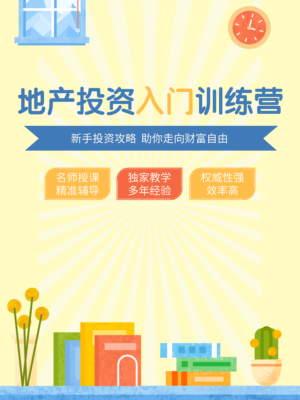 地产投资入门训练营
新手投资攻略 助你走向财富自由
名师授课
精准辅导
独家教学
多年经验
权威性强
效率高